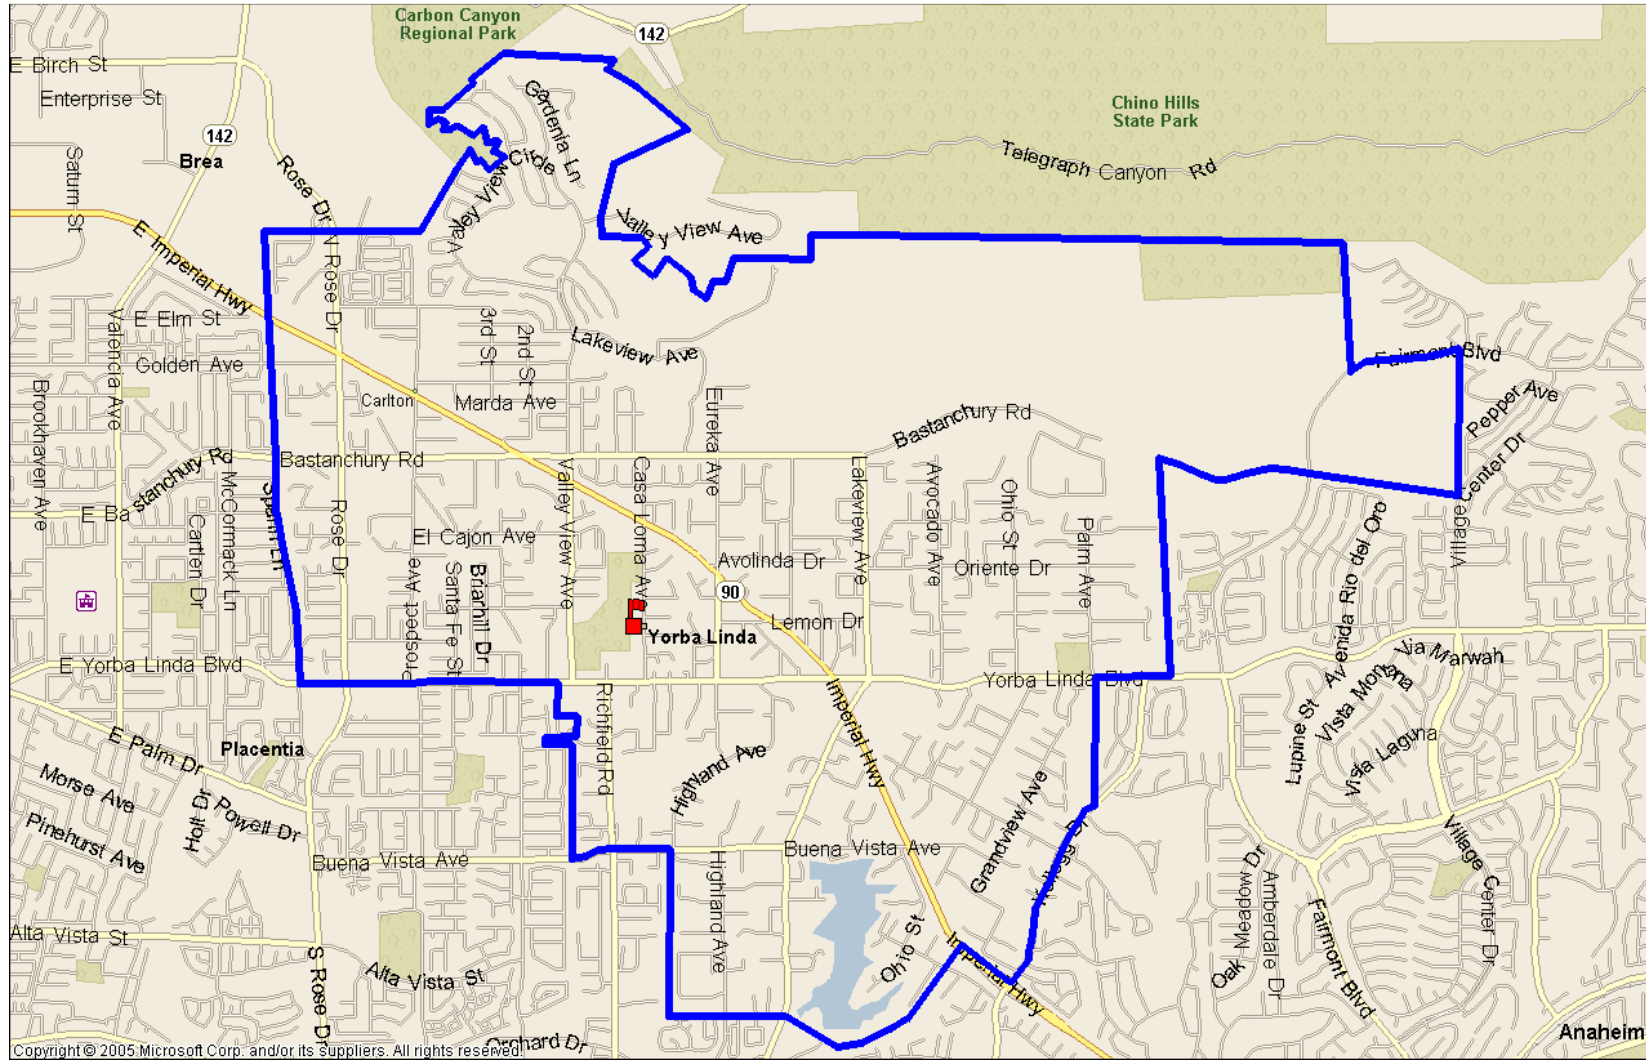 Carbon Canyon
Regional Park
142
E Birch St
Enterprise St
Gardenia Ln
Chino Hills
State Park
142
Brea
Saturn St
Rose Dr
Circle
Valley View
Telegraph Canyon Rd
Valley View Ave
E Imperial Hwy
N Rose Dr
E Elm St
Valencia Ave
3rd St
2nd St
Lakeview Ave
Fairmont Blvd
Golden Ave
Brookhaven Ave
Carlton
Marda Ave
Eureka Ave
Bastanchury Rd
Pepper Ave
Bastanchury Rd
E Bastanchury Rd
McCormack Ln
Spann Ln
Valley View Ave
Casa Loma Ave
Lakeview Ave
Avocado Ave
Ohio St
Palm Ave
Village Center Dr
Cartlen Dr
Rose Dr
El Cajon Ave
Avolinda Dr
Oriente Dr
Avenida Rio del Oro
Prospect Ave
Santa Fe St
Briarhill Dr
90
Lemon Dr
Yorba Linda
E Yorba Linda Blvd
Yorba Linda Blvd
Via Marwah
Vista Montana
Lupine St
Richfield Rd
Imperial Hwy
E Palm Dr
Placentia
Vista Laguna
Morse Ave
Holt Dr
Powell Dr
Highland Ave
Grandview Ave
Kellogg Dr
Pinehurst Ave
Buena Vista Ave
Buena Vista Ave
Village Center Dr
Highland Ave
Oak Meadow Dr
Amberdale Dr
Fairmont Blvd
Alta Vista St
Alta Vista St
Ohio St
Imperial Hwy
S Rose Dr
Orchard Dr
Anaheim
Copyright © 2005 Microsoft Corp. and/or its suppliers. All rights reserved.